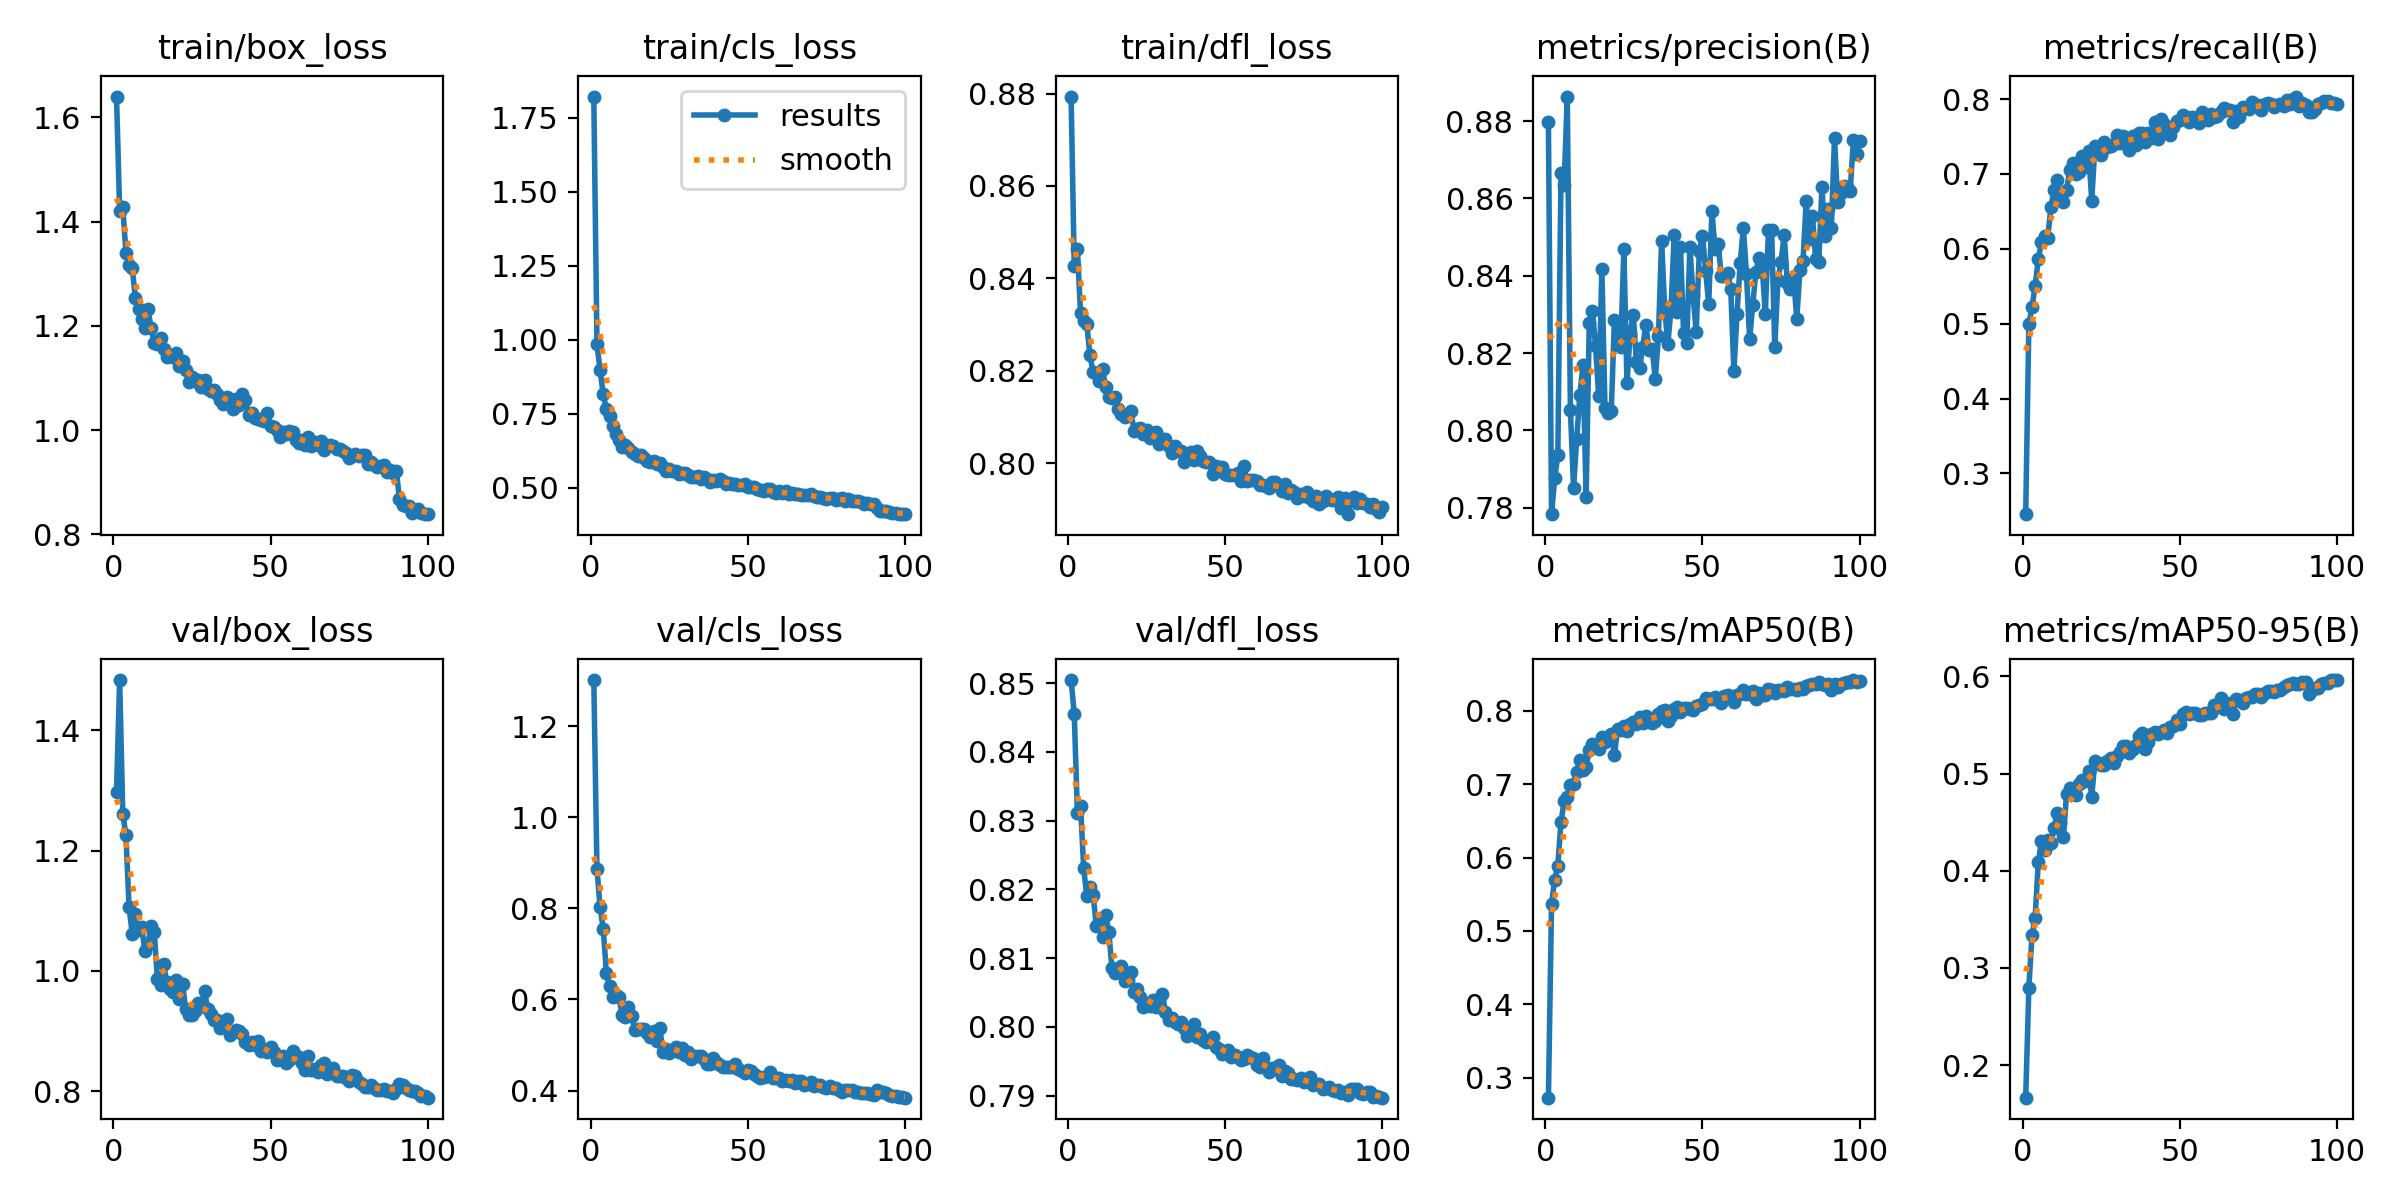 train/box_loss
1.6
1.4
1.2
1.0
0.8
0 50 100
train/cls_loss
results
smooth
1.75
1.50
1.25
1.00
0.75
0.50
0 50 100
train/dfl_loss
0.88
0.86
0.84
0.82
0.80
0 50 100
metrics/precision(B)
0.88
0.86
0.84
0.82
0.80
0.78
0 50 100
metrics/recall(B)
0.8
0.7
0.6
0.5
0.4
0.3
0 50 100
val/box_loss
1.4
1.2
1.0
0.8
0 50 100
val/cls_loss
1.2
1.0
0.8
0.6
0.4
0 50 100
val/dfl_loss
0.85
0.84
0.83
0.82
0.81
0.80
0.79
0 50 100
metrics/mAP50(B)
0.8
0.7
0.6
0.5
0.4
0.3
0 50 100
metrics/mAP50-95(B)
0.6
0.5
0.4
0.3
0.2
0 50 100